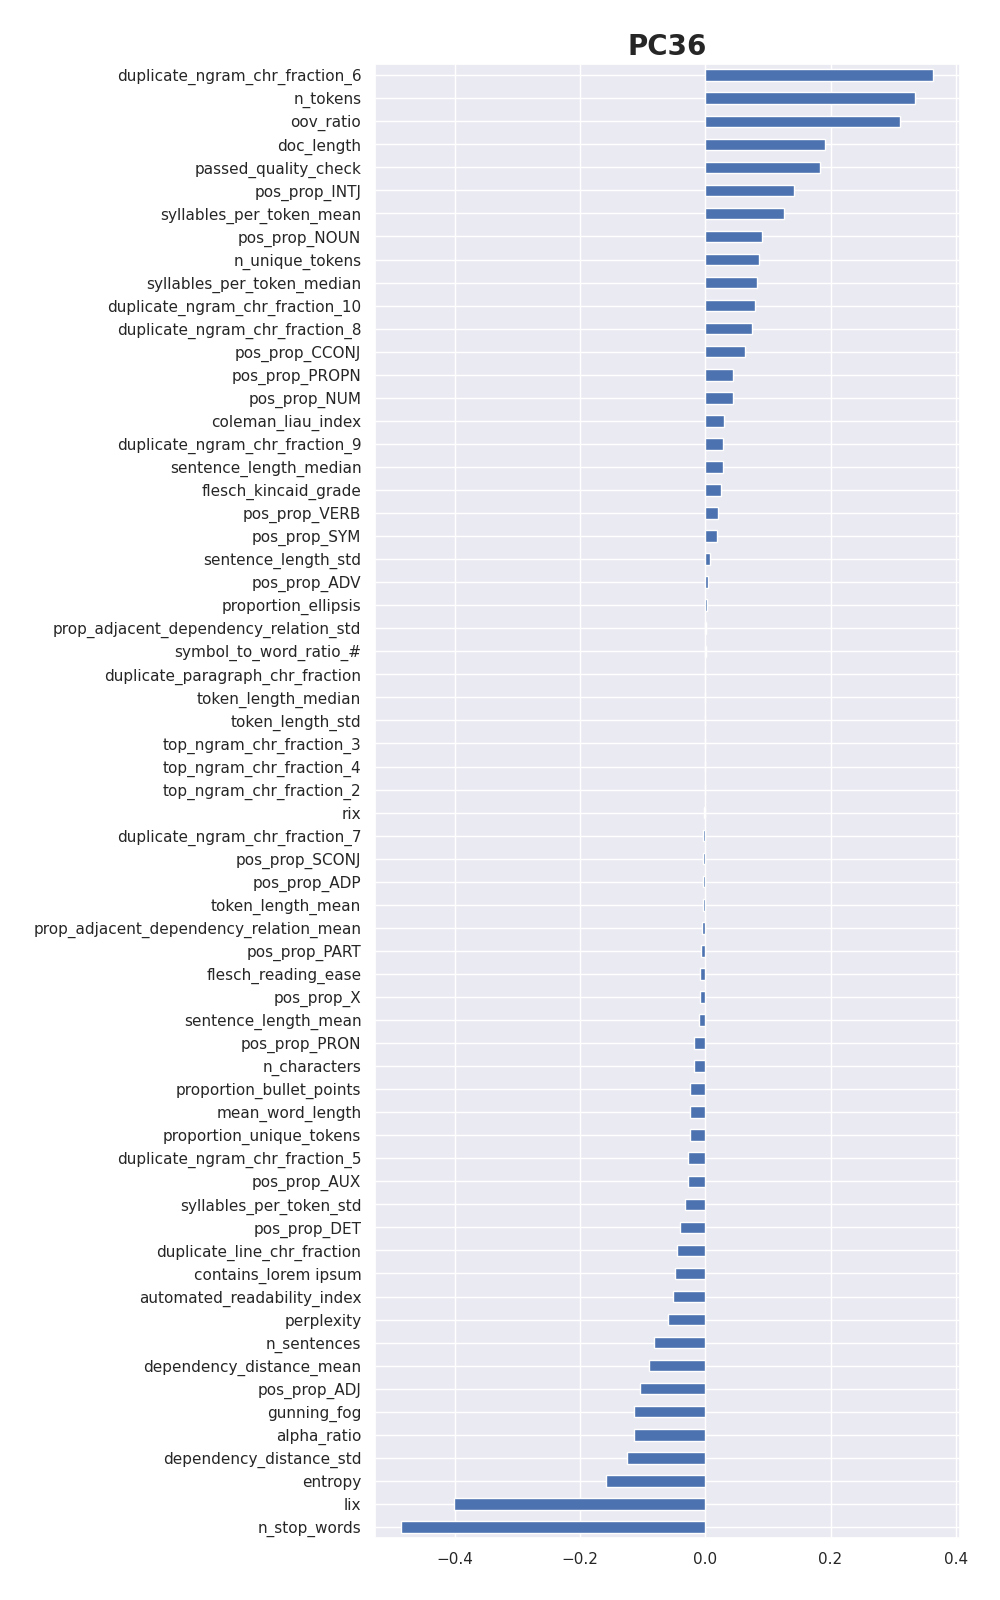 PC36
duplicate_ngram_chr_fraction_6
n_tokens
oov_ratio
doc_length
passed_quality_check
pos_prop_INTJ
syllables_per_token_mean
pos_prop_NOUN
n_unique_tokens
syllables_per_token_median
duplicate_ngram_chr_fraction_10
duplicate_ngram_chr_fraction_8
pos_prop_CCONJ
pos_prop_PROPN
pos_prop_NUM
coleman_liau_index
duplicate_ngram_chr_fraction_9
sentence_length_median
flesch_kincaid_grade
pos_prop_VERB
pos_prop_SYM
sentence_length_std
pos_prop_ADV
proportion_ellipsis
prop_adjacent_dependency_relation_std
symbol_to_word_ratio_#
duplicate_paragraph_chr_fraction
token_length_median
token_length_std
top_ngram_chr_fraction_3
top_ngram_chr_fraction_4
top_ngram_chr_fraction_2
rix
duplicate_ngram_chr_fraction_7
pos_prop_SCONJ
pos_prop_ADP
token_length_mean
prop_adjacent_dependency_relation_mean
pos_prop_PART
flesch_reading_ease
pos_prop_X
sentence_length_mean
pos_prop_PRON
n_characters
proportion_bullet_points
mean_word_length
proportion_unique_tokens
duplicate_ngram_chr_fraction_5
pos_prop_AUX
syllables_per_token_std
pos_prop_DET
duplicate_line_chr_fraction
contains_lorem ipsum
automated_readability_index
perplexity
n_sentences
dependency_distance_mean
pos_prop_ADJ
gunning_fog
alpha_ratio
dependency_distance_std
entropy
lix
n_stop_words
−0.4 −0.2 0.0 0.2 0.4